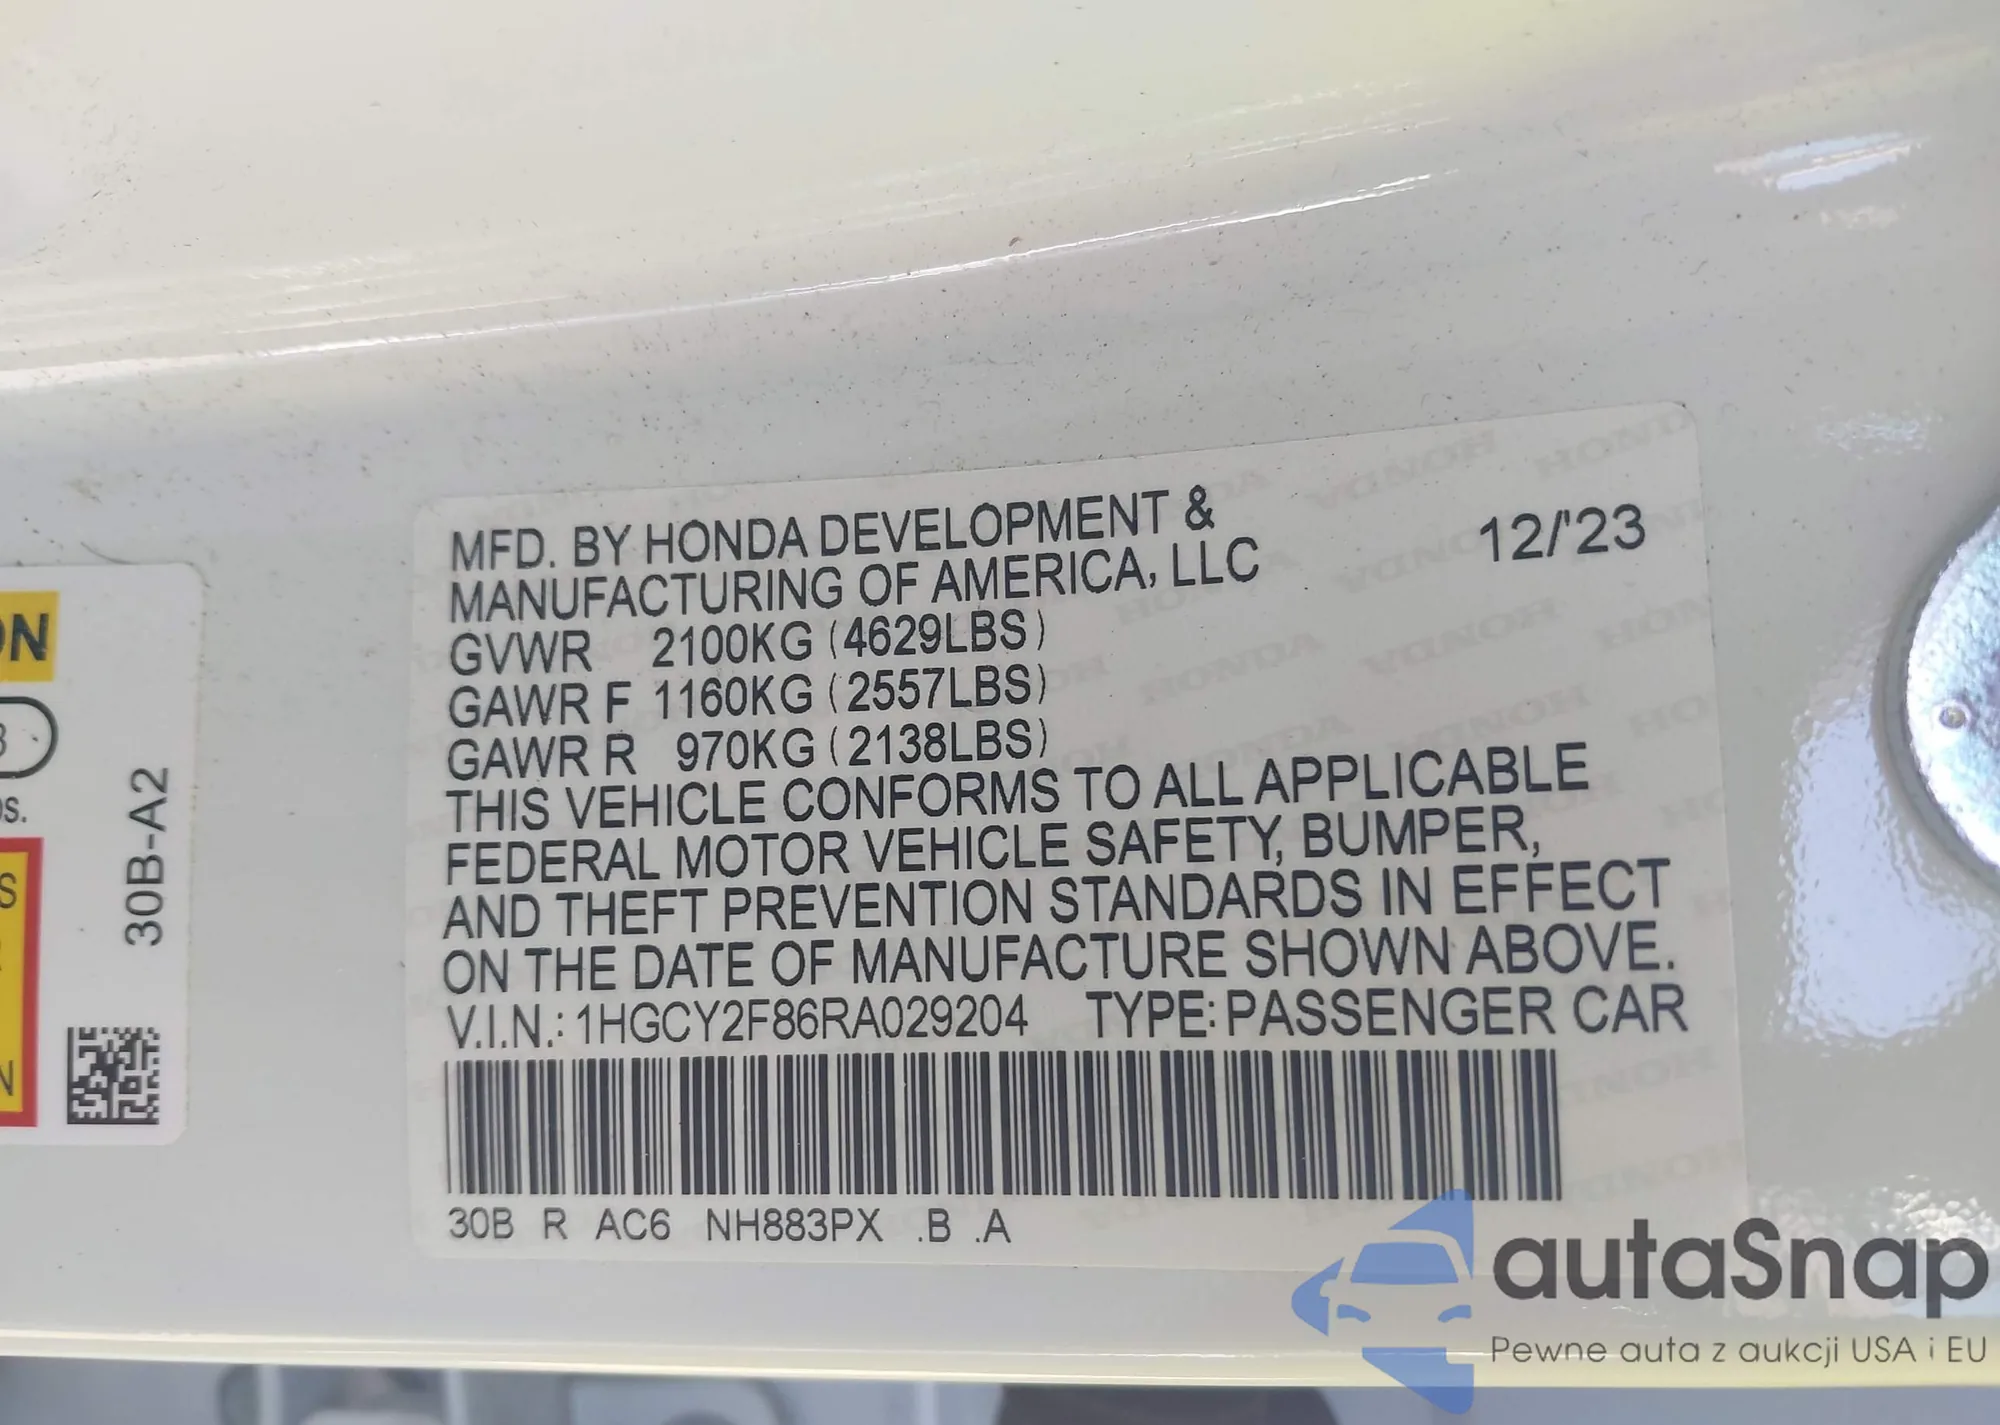 MFD. BY HONDA DEVELOPMENT &
MANUFACTURING OF AMERICA, LLC
12/'23
GVWR 2100KG (4629LBS)
GAWR F 1160KG (2557LBS)
GAWR R 970KG (2138LBS)
THIS VEHICLE CONFORMS TO ALL APPLICABLE
FEDERAL MOTOR VEHICLE SAFETY, BUMPER,
AND THEFT PREVENTION STANDARDS IN EFFECT
ON THE DATE OF MANUFACTURE SHOWN ABOVE.
V.I.N.: 1HGCY2F86RA029204 TYPE: PASSENGER CAR
30B R AC6 NH883PX .B .A
30B-A2
autaSnap
Pewne auta z aukcji USA i EU